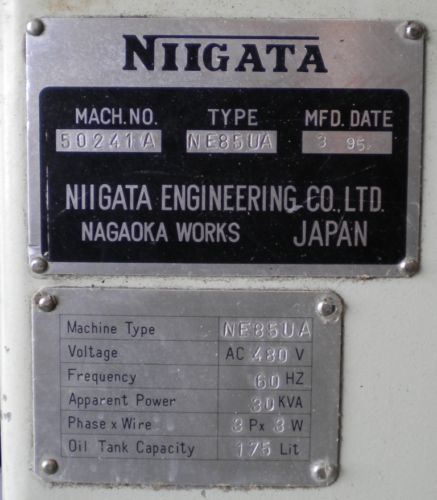 NIIGATA
MACH. NO. TYPE MFD. DATE
50241A NE85UA 3 95.
NIIGATA ENGINEERING CO. LTD.
NAGAOKA WORKS JAPAN
Machine Type NE85UA
Voltage AC 480 V
Frequency 60 HZ
Apparent Power 30 KVA
Phase x Wire 3 P x 3 W
Oil Tank Capacity 175 Lit